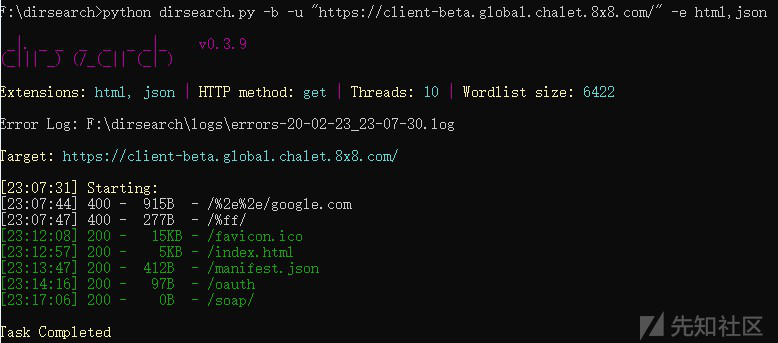 F:\dirsearch>python dirsearch.py -b -u "https://client-beta.global.chalet.8x8.com/" -e html,json
dirsearch v0.3.9
Extensions: html, json | HTTP method: get | Threads: 10 | Wordlist size: 6422
Error Log: F:\dirsearch\logs\errors-20-02-23_23-07-30.log
Target: https://client-beta.global.chalet.8x8.com/
[23:07:31] Starting:
[23:07:44] 400 - 915B - /%2e%2e/google.com
[23:07:47] 400 - 277B - /%ff/
[23:12:08] 200 - 15KB - /favicon.ico
[23:12:57] 200 - 5KB - /index.html
[23:13:47] 200 - 412B - /manifest.json
[23:14:16] 200 - 97B - /oauth
[23:17:06] 200 - 0B - /soap/
Task Completed
先知社区